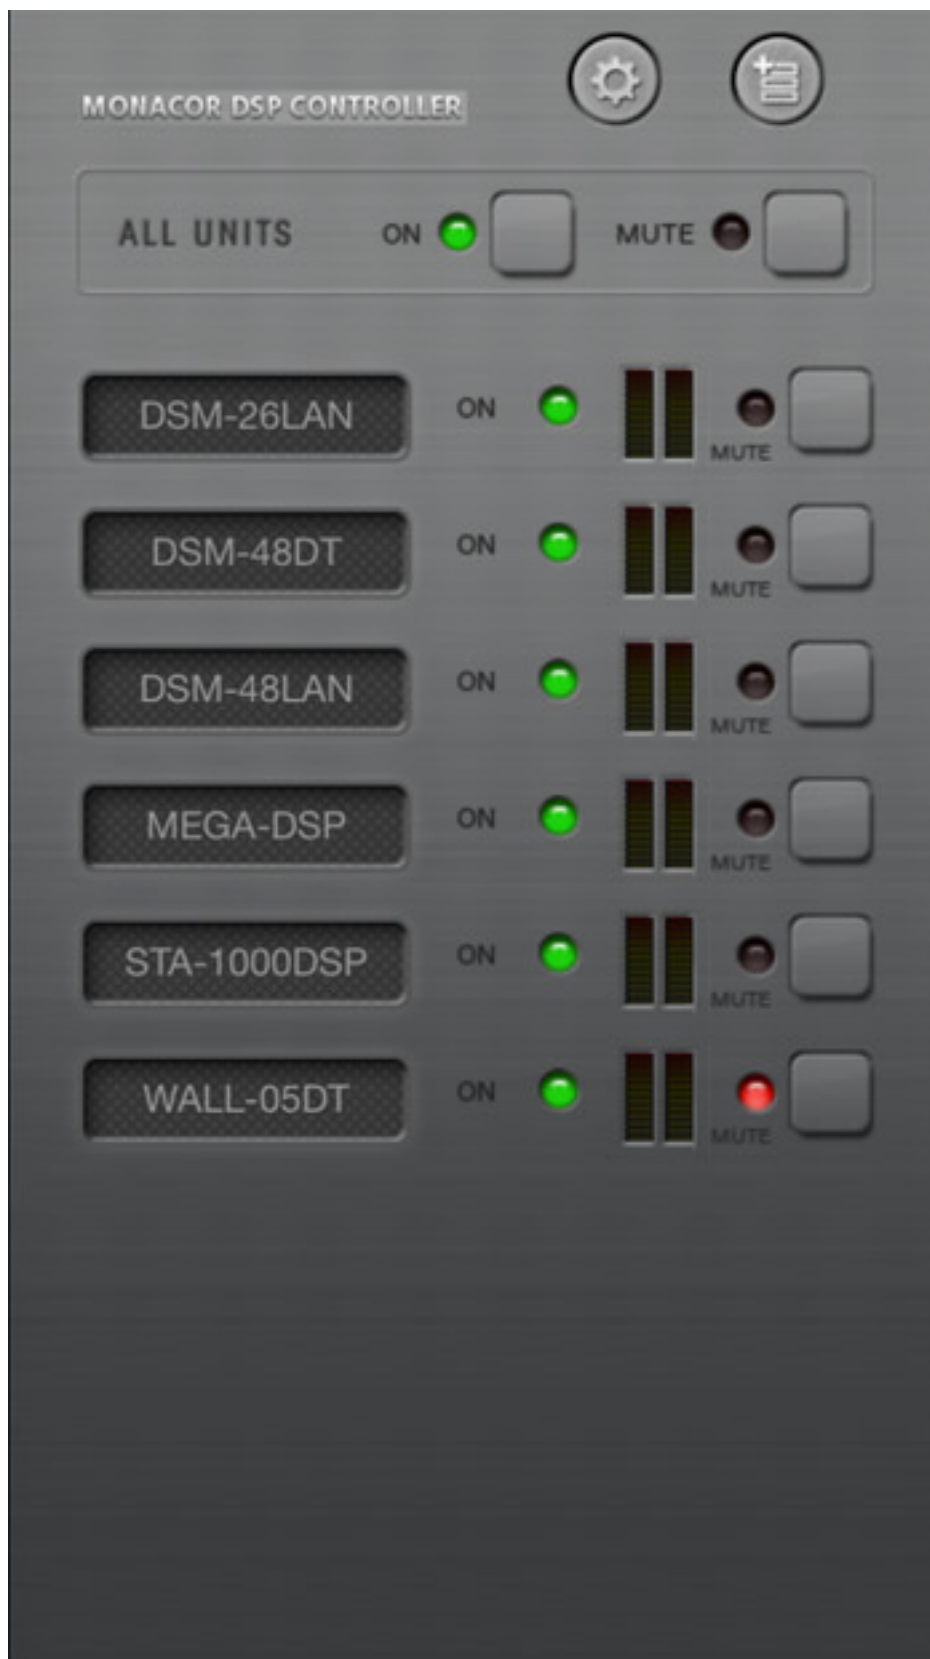 MONACOR DSP CONTROLLER
ALL UNITS ON MUTE
DSM-26LAN ON MUTE
DSM-48DT ON MUTE
DSM-48LAN ON MUTE
MEGA-DSP ON MUTE
STA-1000DSP ON MUTE
WALL-05DT ON MUTE